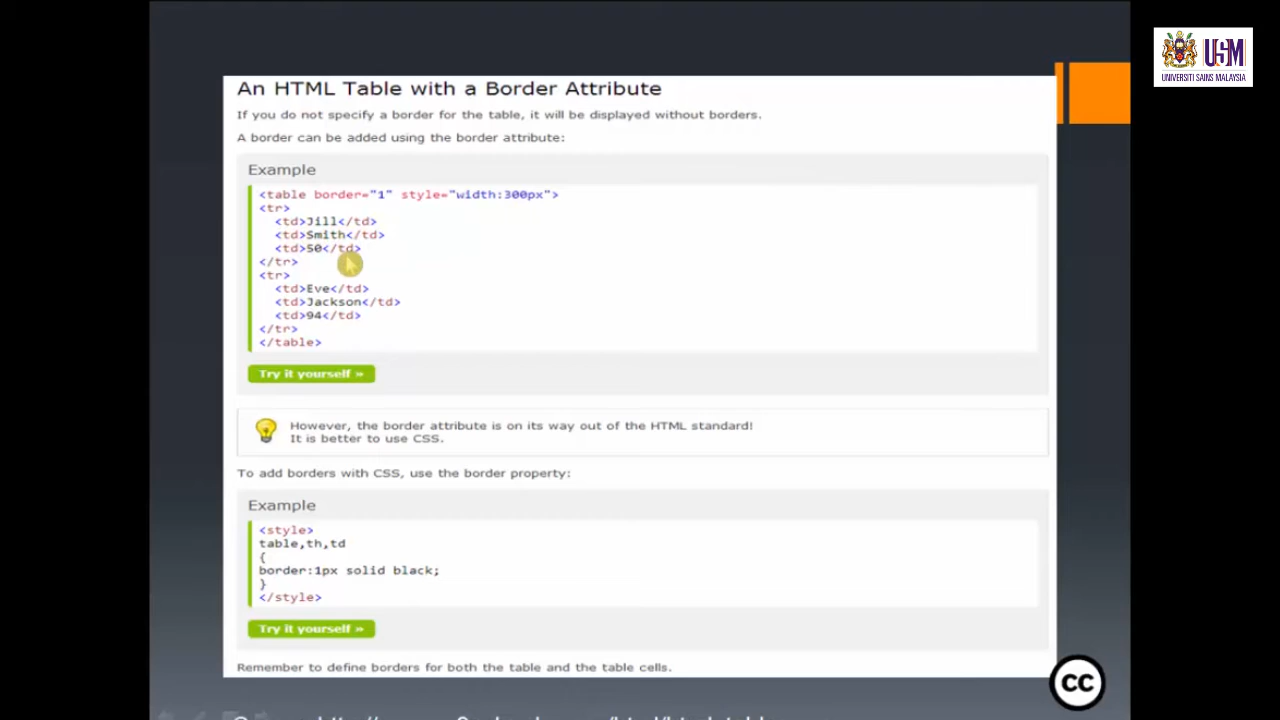 An HTML Table with a Border Attribute
If you do not specify a border for the table, it will be displayed without borders.
A border can be added using the border attribute:
Example
<table border="1" style="width:300px">
<tr>
<td>Jill</td>
<td>Smith</td>
<td>50</td>
</tr>
<tr>
<td>Eve</td>
<td>Jackson</td>
<td>94</td>
</tr>
</table>
Try it yourself »
However, the border attribute is on its way out of the HTML standard!
It is better to use CSS.
To add borders with CSS, use the border property:
Example
<style>
table,th,td
{
border:1px solid black;
}
</style>
Try it yourself »
Remember to define borders for both the table and the table cells.
USM
UNIVERSITI SAINS MALAYSIA
CC